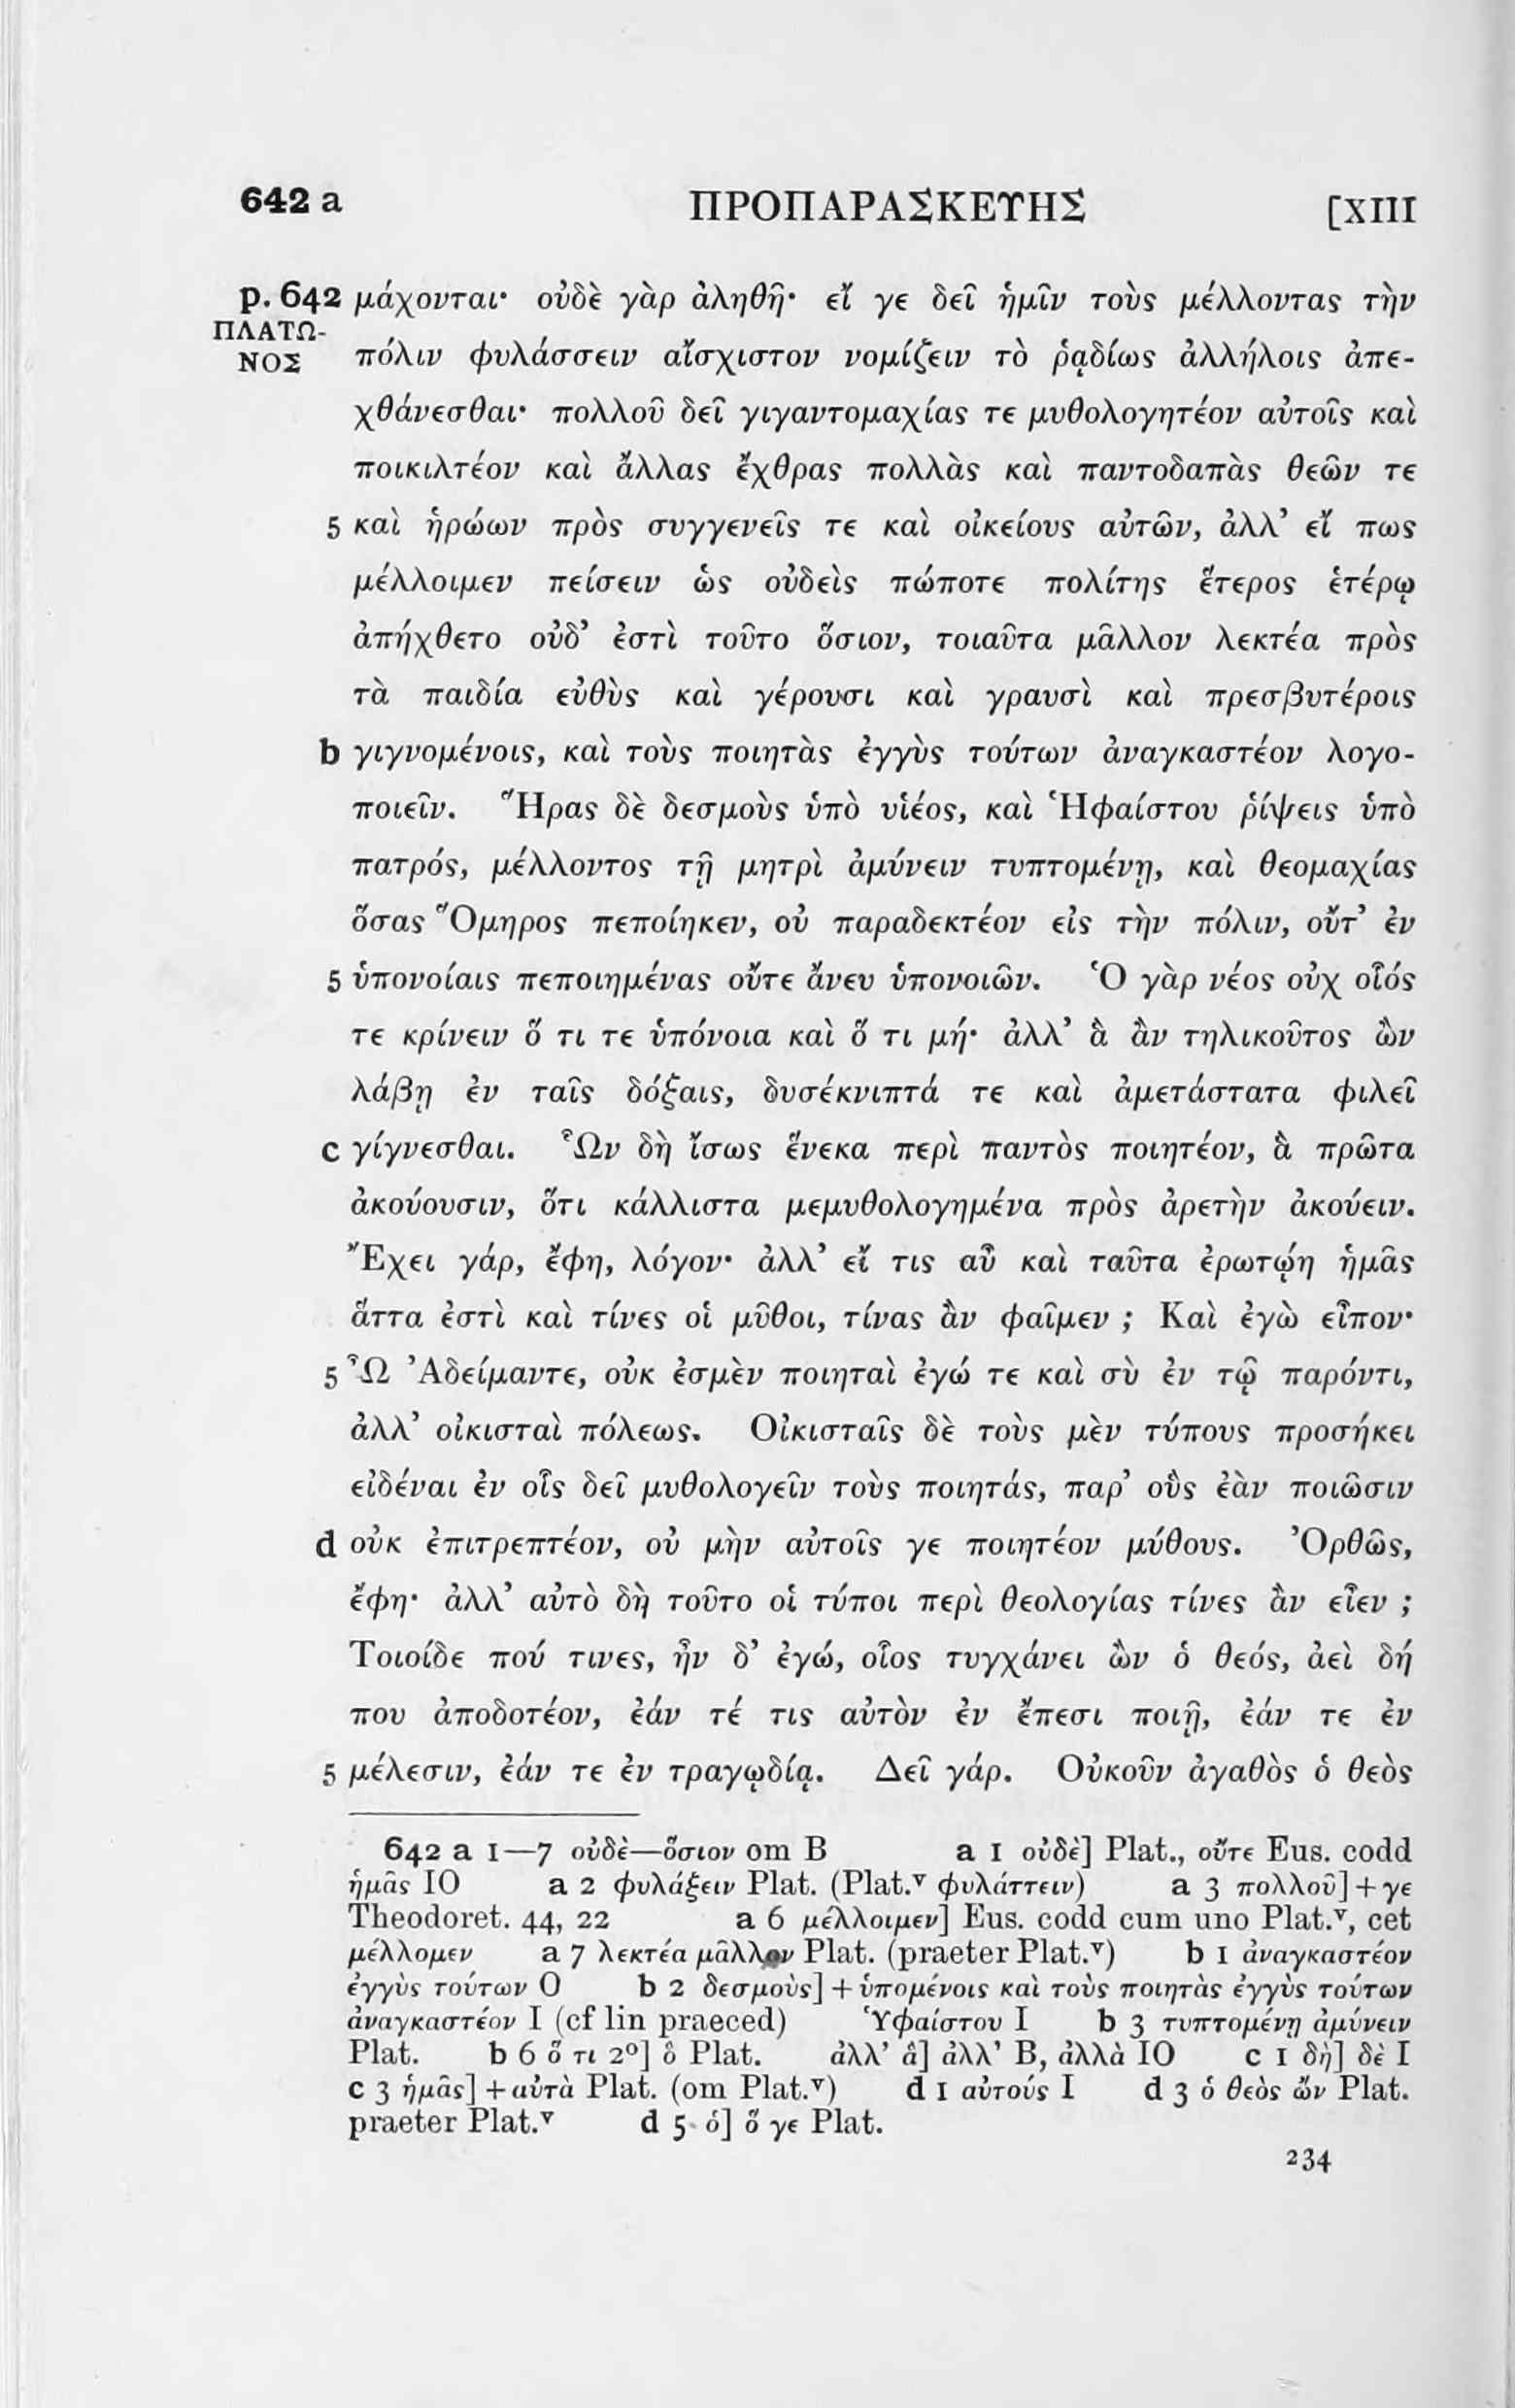 642 a ΠΡΟΠΑΡΑΣΚΕΥΗΣ [XIII
p. 642 μάχονται· οὐδὲ γὰρ ἀληθῆ· εἴ γε δεῖ ἡμῖν τοὺς μέλλοντας τὴν
ΠΛΑΤΩ-
ΝΟΣ πόλιν φυλάσσειν αἴσχιστον νομίζειν τὸ ῥᾳδίως ἀλλήλοις ἀπε-
χθάνεσθαι· πολλοῦ δεῖ γιγαντομαχίας τε μυθολογητέον αὐτοῖς καὶ
ποικιλτέον καὶ ἄλλας ἔχθρας πολλὰς καὶ παντοδαπὰς θεῶν τε
5 καὶ ἡρώων πρὸς συγγενεῖς τε καὶ οἰκείους αὐτῶν, ἀλλ’ εἴ πως
μέλλοιμεν πείσειν ὡς οὐδεὶς πώποτε πολίτης ἕτερος ἑτέρῳ
ἀπήχθετο οὐδ’ ἐστὶ τοῦτο ὅσιον, τοιαῦτα μᾶλλον λεκτέα πρὸς
τὰ παιδία εὐθὺς καὶ γέρουσι καὶ γραυσὶ καὶ πρεσβυτέροις
b γιγνομένοις, καὶ τοὺς ποιητὰς ἐγγὺς τούτων ἀναγκαστέον λογο-
ποιεῖν. Ἥρας δὲ δεσμοὺς ὑπὸ υἱέος, καὶ Ἡφαίστου ῥίψεις ὑπὸ
πατρός, μέλλοντος τῇ μητρὶ ἀμύνειν τυπτομένῃ, καὶ θεομαχίας
ὅσας Ὅμηρος πεποίηκεν, οὐ παραδεκτέον εἰς τὴν πόλιν, οὔτ’ ἐν
5 ὑπονοίαις πεποιημένας οὔτε ἄνευ ὑπονοιῶν. Ὁ γὰρ νέος οὐχ οἷός
τε κρίνειν ὅ τι τε ὑπόνοια καὶ ὅ τι μή· ἀλλ’ ἃ ἂν τηλικοῦτος ὢν
λάβῃ ἐν ταῖς δόξαις, δυσέκνιπτά τε καὶ ἀμετάστατα φιλεῖ
c γίγνεσθαι. Ὧν δὴ ἴσως ἕνεκα περὶ παντὸς ποιητέον, ἃ πρῶτα
ἀκούουσιν, ὅτι κάλλιστα μεμυθολογημένα πρὸς ἀρετὴν ἀκούειν.
Ἔχει γάρ, ἔφη, λόγον· ἀλλ’ εἴ τις αὖ καὶ ταῦτα ἐρωτῴη ἡμᾶς
ἅττα ἐστὶ καὶ τίνες οἱ μῦθοι, τίνας ἂν φαῖμεν ; Καὶ ἐγὼ εἶπον·
5 Ὦ Ἀδείμαντε, οὐκ ἐσμὲν ποιηταὶ ἐγώ τε καὶ σὺ ἐν τῷ παρόντι,
ἀλλ’ οἰκισταὶ πόλεως. Οἰκισταῖς δὲ τοὺς μὲν τύπους προσήκει
εἰδέναι ἐν οἷς δεῖ μυθολογεῖν τοὺς ποιητάς, παρ’ οὓς ἐὰν ποιῶσιν
d οὐκ ἐπιτρεπτέον, οὐ μὴν αὐτοῖς γε ποιητέον μύθους. Ὀρθῶς,
ἔφη· ἀλλ’ αὐτὸ δὴ τοῦτο οἱ τύποι περὶ θεολογίας τίνες ἂν εἶεν ;
Τοιοίδε πού τινες, ἦν δ’ ἐγώ, οἷος τυγχάνει ὢν ὁ θεός, ἀεὶ δή
που ἀποδοτέον, ἐάν τέ τις αὐτὸν ἐν ἔπεσι ποιῇ, ἐάν τε ἐν
5 μέλεσιν, ἐάν τε ἐν τραγῳδίᾳ. Δεῖ γάρ. Οὐκοῦν ἀγαθὸς ὁ θεὸς
642 a 1—7 οὐδὲ—ὅσιον om B a 1 οὐδὲ] Plat., οὔτε Eus. codd
ἡμᾶς IO a 2 φυλάξειν Plat. (Plat.ᵛ φυλάττειν) a 3 πολλοῦ] + γε
Theodoret. 44, 22 a 6 μέλλοιμεν] Eus. codd cum uno Plat.ᵛ, cet
μέλλομεν a 7 λεκτέα μᾶλλον Plat. (praeter Plat.ᵛ) b 1 ἀναγκαστέον
ἐγγὺς τούτων O b 2 δεσμοὺς] + ὑπομένοις καὶ τοὺς ποιητὰς ἐγγὺς τούτων
ἀναγκαστέον I (cf lin praeced) Ὑφαίστου I b 3 τυπτομένῃ ἀμύνειν
Plat. b 6 ὅ τι 2º] ὃ Plat. ἀλλ’ ἃ] ἀλλ’ B, ἀλλὰ IO c 1 δὴ] δὲ I
c 3 ἡμᾶς] + αὐτὰ Plat. (om Plat.ᵛ) d 1 αὐτούς I d 3 ὁ θεὸς ὤν Plat.
praeter Plat.ᵛ d 5 ὁ] ὅ γε Plat.
234